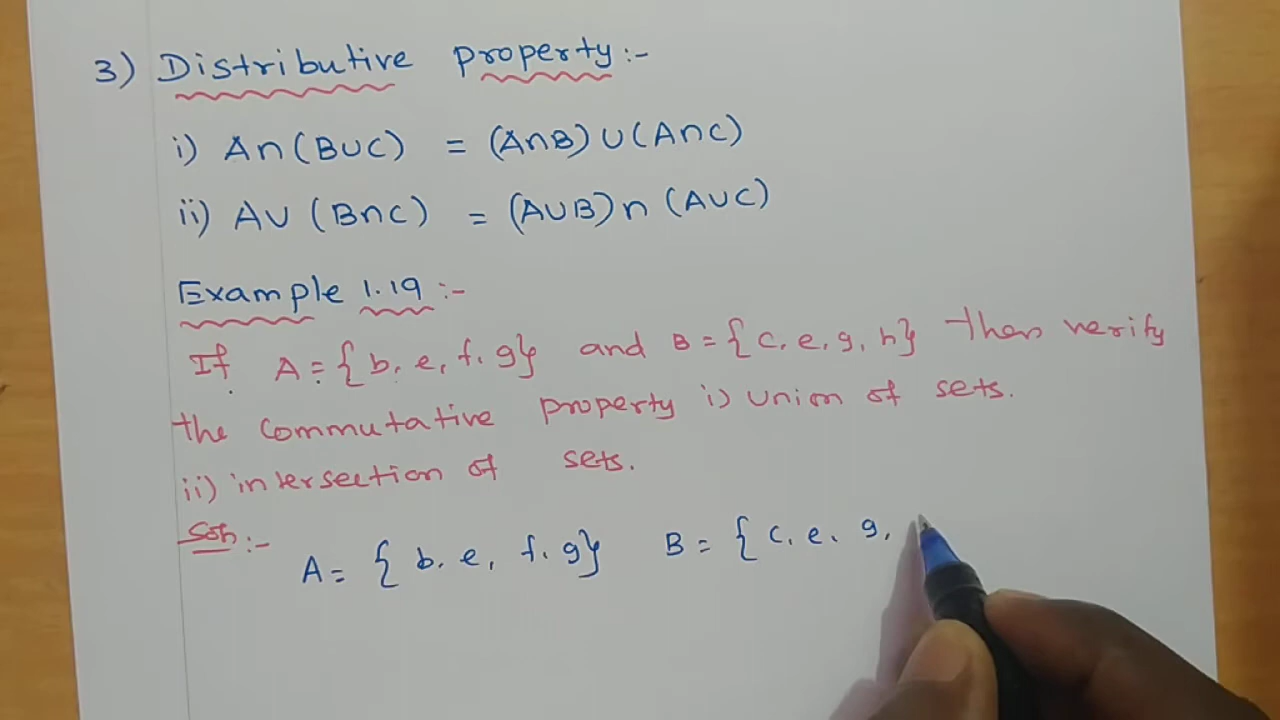 3) Distributive property:-
i) A∩(B∪C) = (A∩B)∪(A∩C)
ii) A∪(B∩C) = (A∪B)∩(A∪C)
Example 1.19:-
If A={b, e, f, g} and B={c, e, g, h} then verify
the commutative property i) union of sets.
ii) intersection of sets.
Soln:-
A= { b, e, f, g} B= { c, e, g,